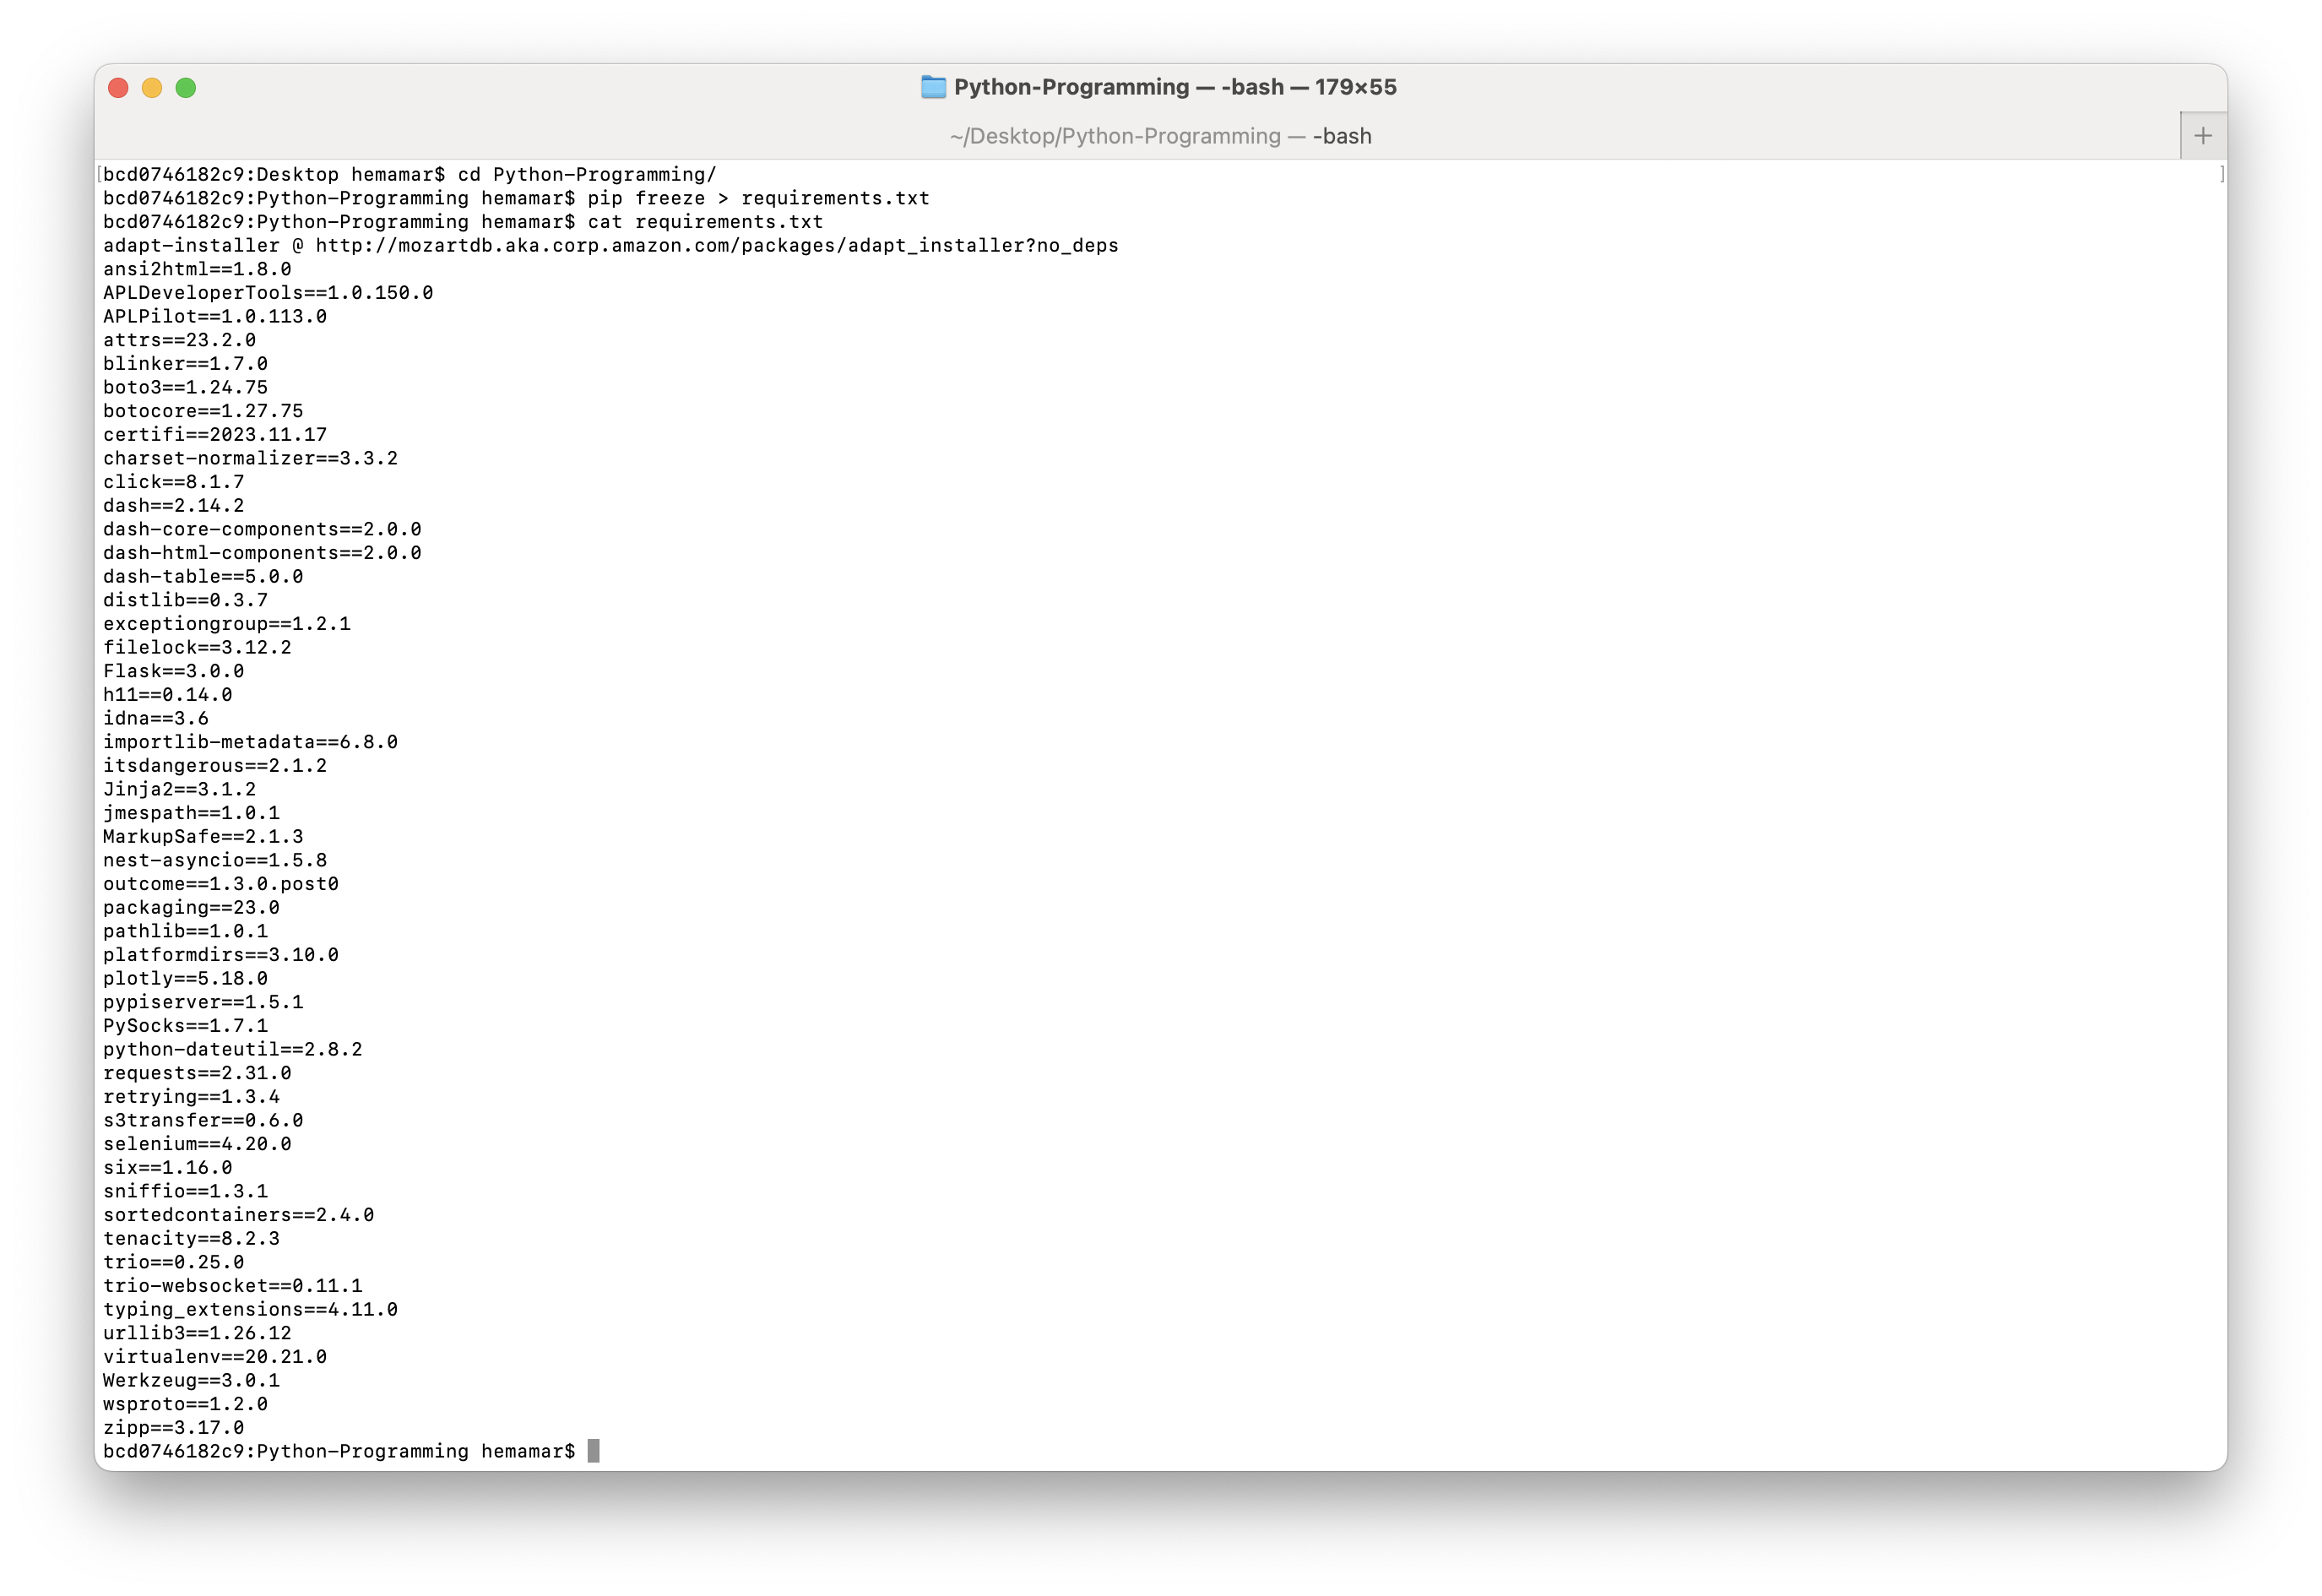 Python-Programming — -bash — 179×55
~/Desktop/Python-Programming — -bash
[bcd0746182c9:Desktop hemamar$ cd Python-Programming/ ]
bcd0746182c9:Python-Programming hemamar$ pip freeze > requirements.txt
bcd0746182c9:Python-Programming hemamar$ cat requirements.txt
adapt-installer @ http://mozartdb.aka.corp.amazon.com/packages/adapt_installer?no_deps
ansi2html==1.8.0
APLDeveloperTools==1.0.150.0
APLPilot==1.0.113.0
attrs==23.2.0
blinker==1.7.0
boto3==1.24.75
botocore==1.27.75
certifi==2023.11.17
charset-normalizer==3.3.2
click==8.1.7
dash==2.14.2
dash-core-components==2.0.0
dash-html-components==2.0.0
dash-table==5.0.0
distlib==0.3.7
exceptiongroup==1.2.1
filelock==3.12.2
Flask==3.0.0
h11==0.14.0
idna==3.6
importlib-metadata==6.8.0
itsdangerous==2.1.2
Jinja2==3.1.2
jmespath==1.0.1
MarkupSafe==2.1.3
nest-asyncio==1.5.8
outcome==1.3.0.post0
packaging==23.0
pathlib==1.0.1
platformdirs==3.10.0
plotly==5.18.0
pypiserver==1.5.1
PySocks==1.7.1
python-dateutil==2.8.2
requests==2.31.0
retrying==1.3.4
s3transfer==0.6.0
selenium==4.20.0
six==1.16.0
sniffio==1.3.1
sortedcontainers==2.4.0
tenacity==8.2.3
trio==0.25.0
trio-websocket==0.11.1
typing_extensions==4.11.0
urllib3==1.26.12
virtualenv==20.21.0
Werkzeug==3.0.1
wsproto==1.2.0
zipp==3.17.0
bcd0746182c9:Python-Programming hemamar$